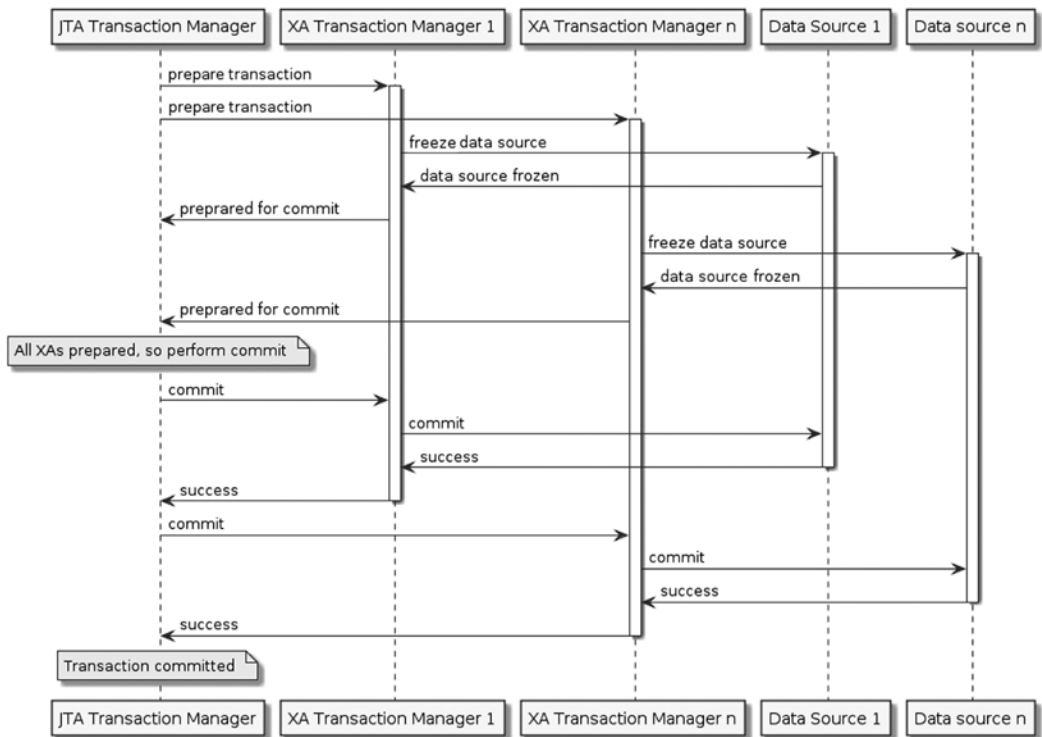 JTA Transaction Manager
XA Transaction Manager 1
XA Transaction Manager n
Data Source 1
Data source n
prepare transaction
prepare transaction
freeze data source
data source frozen
preprared for commit
freeze data source
data source frozen
preprared for commit
All XAs prepared, so perform commit
commit
commit
success
success
commit
commit
success
success
Transaction committed
JTA Transaction Manager
XA Transaction Manager 1
XA Transaction Manager n
Data Source 1
Data source n